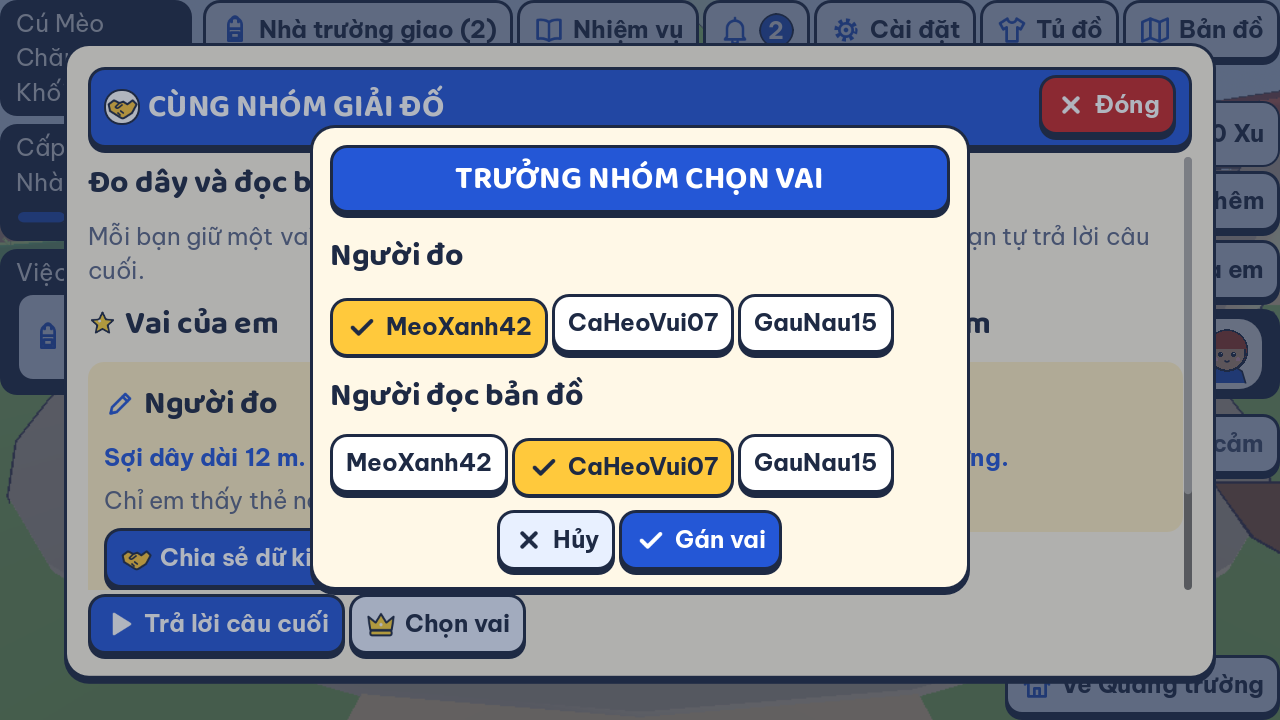 Cú Mèo
Nhà trường giao (2)
Nhiệm vụ
2
Cài đặt
Tủ đồ
Bản đồ
Khố
CÙNG NHÓM GIẢI ĐỐ
Đóng
0 Xu
TRƯỞNG NHÓM CHỌN VAI
Cấp
Nhà
Đo dây và đọc b
Mỗi bạn giữ một va
ạn tự trả lời câu
cuối.
Việc
Vai của em
Người đo
MeoXanh42
CaHeoVui07
GauNau15
Người đọc bản đồ
MeoXanh42
CaHeoVui07
GauNau15
Hủy
Gán vai
Người đo
Sợi dây dài 12 m.
ng.
Chỉ em thấy thẻ n
Chia sẻ dữ ki
cảm
Trả lời câu cuối
Chọn vai
Về Quảng trường